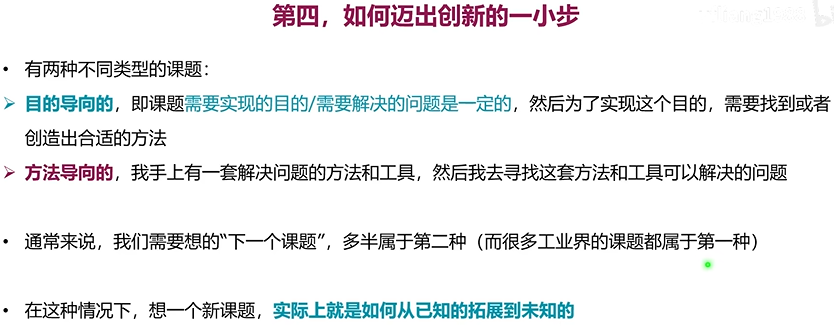 第四，如何迈出创新的一小步
• 有两种不同类型的课题：
➢ 目的导向的，即课题需要实现的目的/需要解决的问题是一定的，然后为了实现这个目的，需要找到或者
创造出合适的方法
➢ 方法导向的，我手上有一套解决问题的方法和工具，然后我去寻找这套方法和工具可以解决的问题
• 通常来说，我们需要想的“下一个课题”，多半属于第二种（而很多工业界的课题都属于第一种）
• 在这种情况下，想一个新课题，实际上就是如何从已知的拓展到未知的